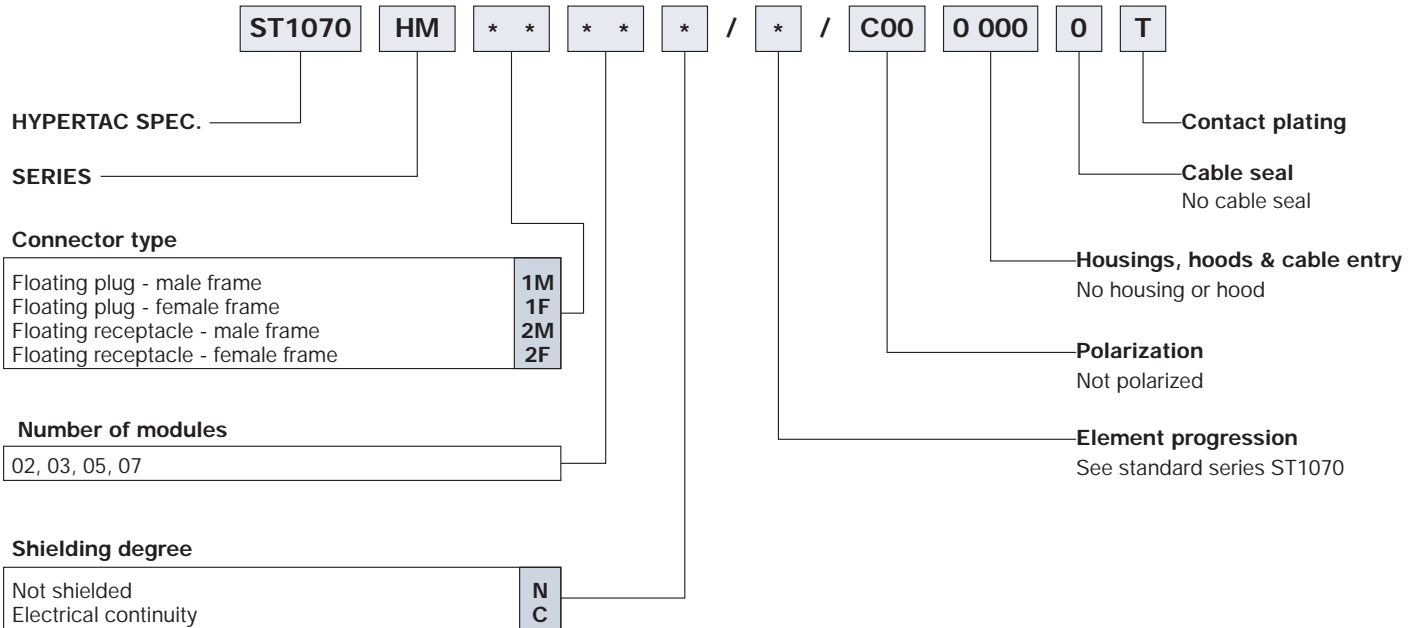 ST1070 HM * * * * * / * / C00 0 000 0 T
HYPERTAC SPEC.
SERIES
Connector type
Floating plug - male frame 1M
Floating plug - female frame 1F
Floating receptacle - male frame 2M
Floating receptacle - female frame 2F
Number of modules
02, 03, 05, 07
Shielding degree
Not shielded N
Electrical continuity C
Contact plating
Cable seal
No cable seal
Housings, hoods & cable entry
No housing or hood
Polarization
Not polarized
Element progression
See standard series ST1070